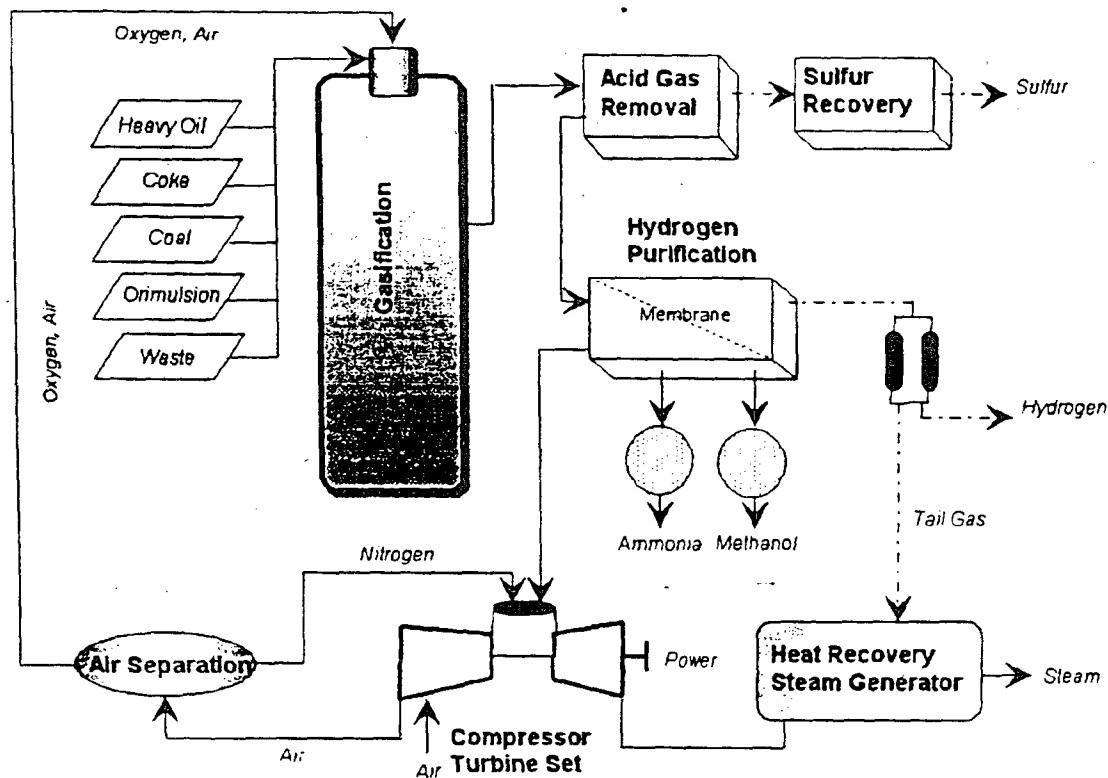 Oxygen, Air
Heavy Oil
Coke
Coal
Orimulsion
Waste
Oxygen, Air
Gasification
Acid Gas
Removal
Sulfur
Recovery
Sulfur
Hydrogen
Purification
Membrane
Hydrogen
Ammonia
Methanol
Tail Gas
Nitrogen
Air Separation
Power
Heat Recovery
Steam Generator
Steam
Air
Air
Compressor
Turbine Set